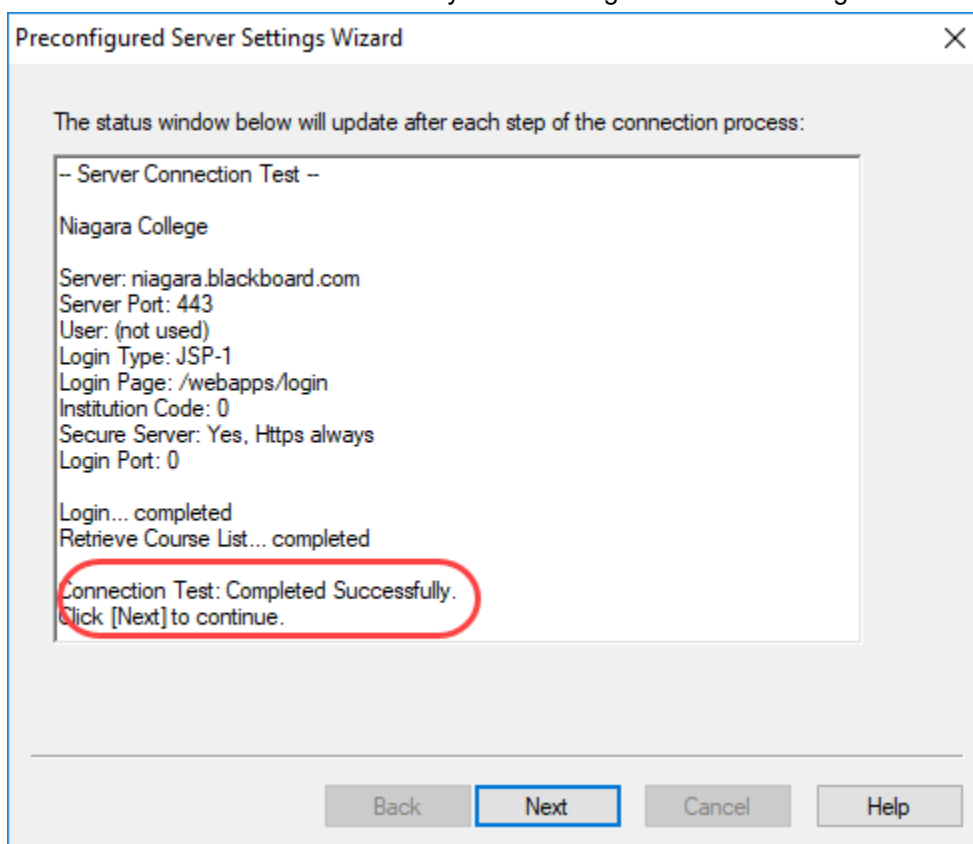 Preconfigured Server Settings Wizard
The status window below will update after each step of the connection process:
-- Server Connection Test --
Niagara College
Server: niagara.blackboard.com
Server Port: 443
User: (not used)
Login Type: JSP-1
Login Page: /webapps/login
Institution Code: 0
Secure Server: Yes, Https always
Login Port: 0
Login... completed
Retrieve Course List... completed
Connection Test: Completed Successfully.
Click [Next] to continue.
Back Next Cancel Help